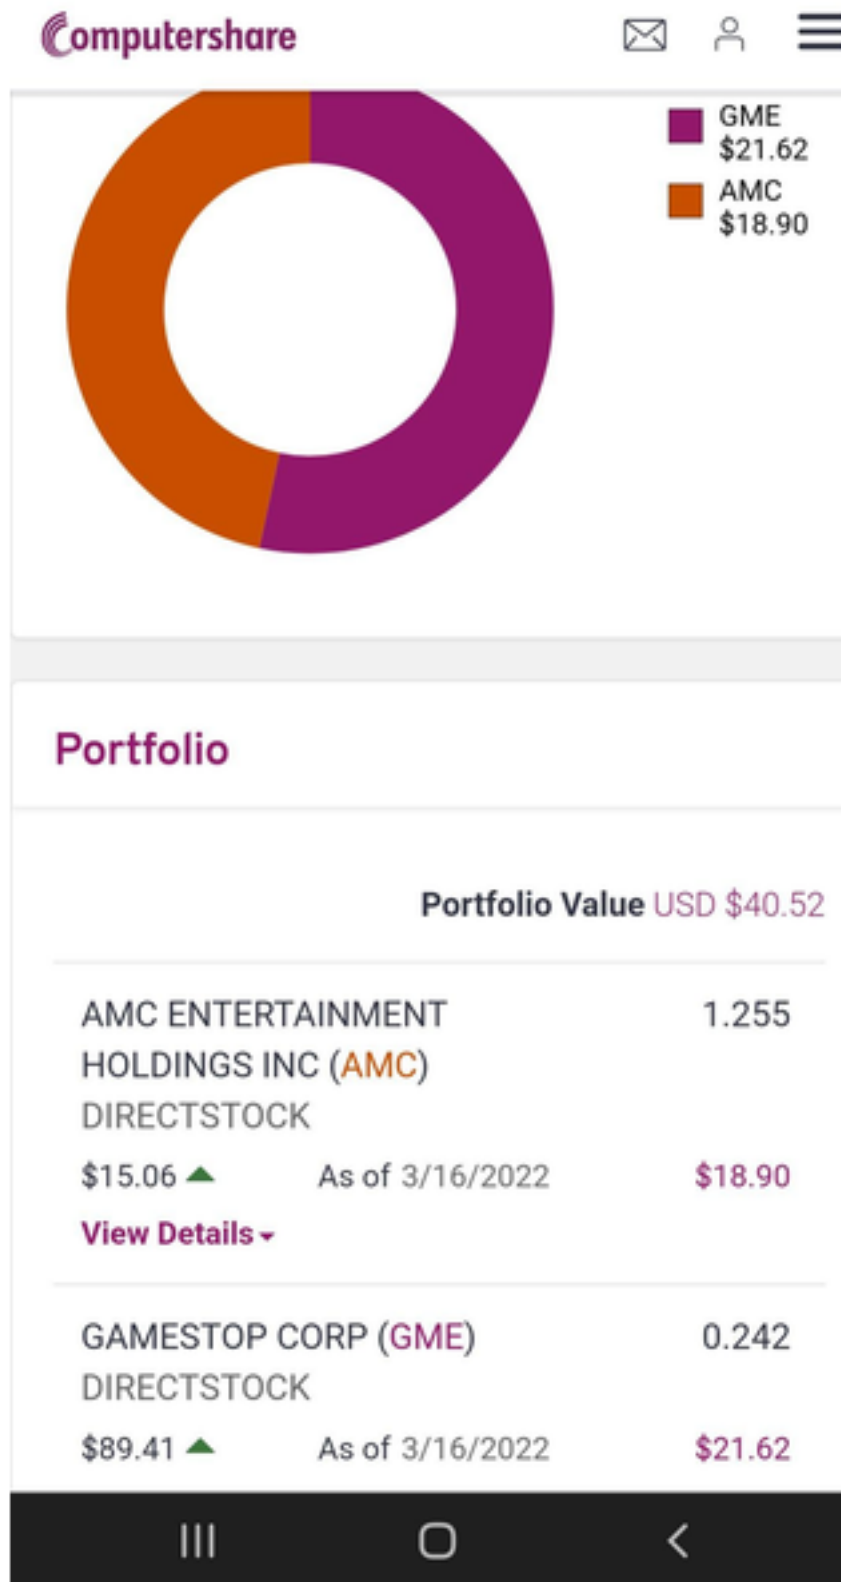 Computershare
GME
$21.62
AMC
$18.90
Portfolio
Portfolio Value USD $40.52
AMC ENTERTAINMENT 1.255
HOLDINGS INC (AMC)
DIRECTSTOCK
$15.06 As of 3/16/2022 $18.90
View Details
GAMESTOP CORP (GME) 0.242
DIRECTSTOCK
$89.41 As of 3/16/2022 $21.62